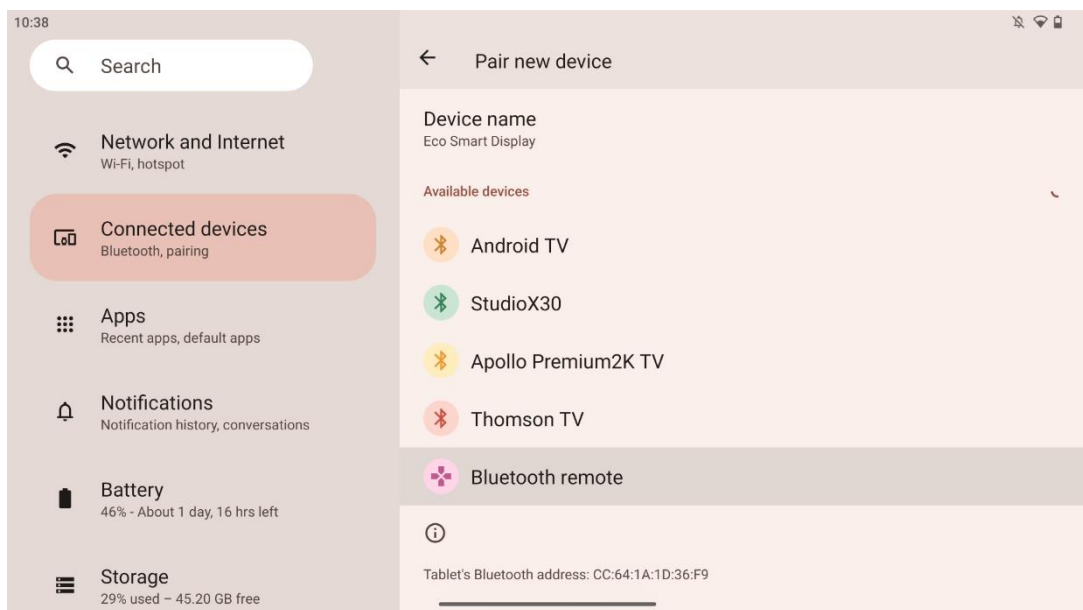 10:38
Search
Network and Internet
Wi-Fi, hotspot
Connected devices
Bluetooth, pairing
Apps
Recent apps, default apps
Notifications
Notification history, conversations
Battery
46% - About 1 day, 16 hrs left
Storage
29% used – 45.20 GB free
Pair new device
Device name
Eco Smart Display
Available devices
Android TV
StudioX30
Apollo Premium2K TV
Thomson TV
Bluetooth remote
Tablet's Bluetooth address: CC:64:1A:1D:36:F9